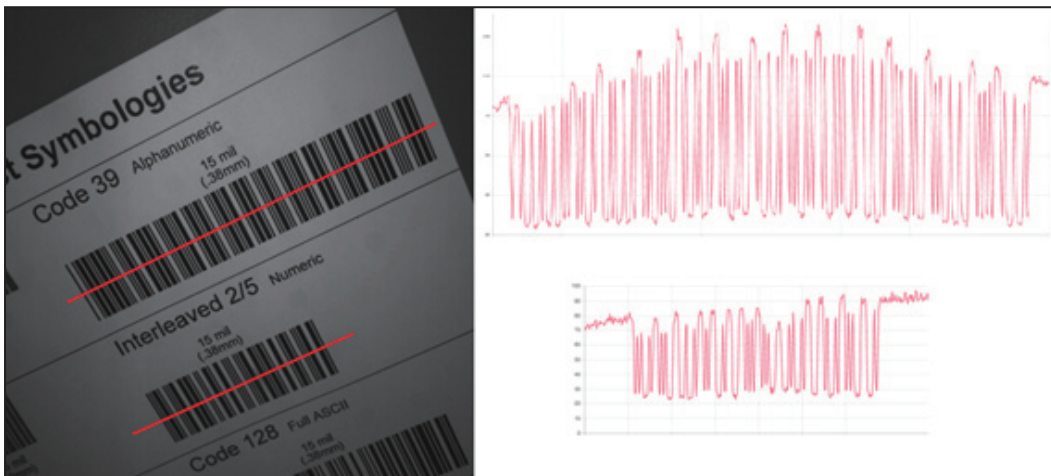 t Symbologies
Code 39 Alphanumeric
15 mil
(.38mm)
Interleaved 2/5 Numeric
15 mil
(.38mm)
Code 128 Full ASCII
15 mil
(.38mm)
100
90
80
70
60
50
40
30
20
10
0